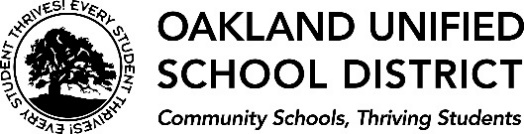 EVERY STUDENT THRIVES! EVERY STUDENT THRIVES!
OAKLAND UNIFIED
SCHOOL DISTRICT
Community Schools, Thriving Students